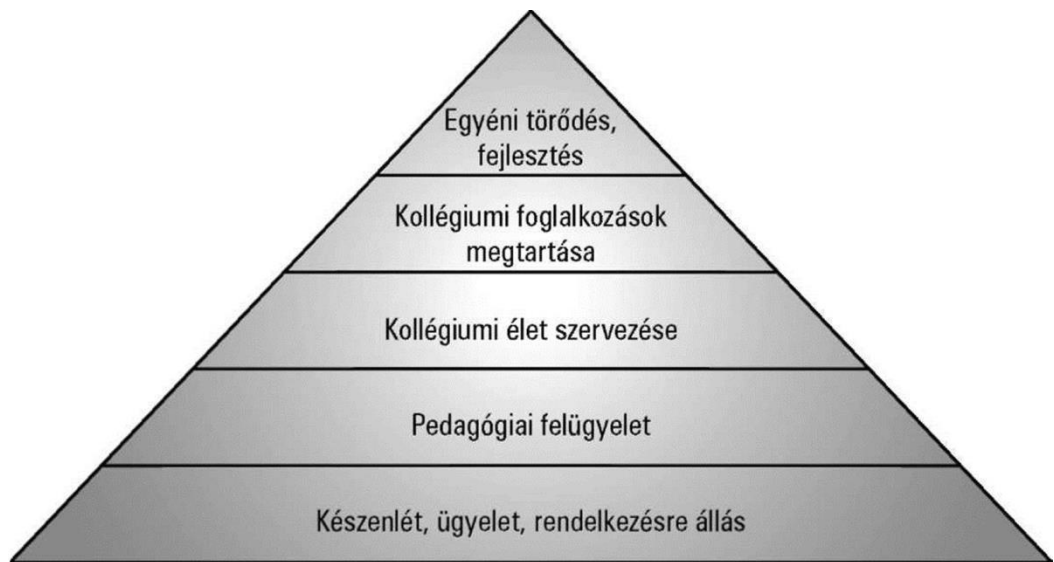 Egyéni törődés,
fejlesztés
Kollégiumi foglalkozások
megtartása
Kollégiumi élet szervezése
Pedagógiai felügyelet
Készenlét, ügyelet, rendelkezésre állás